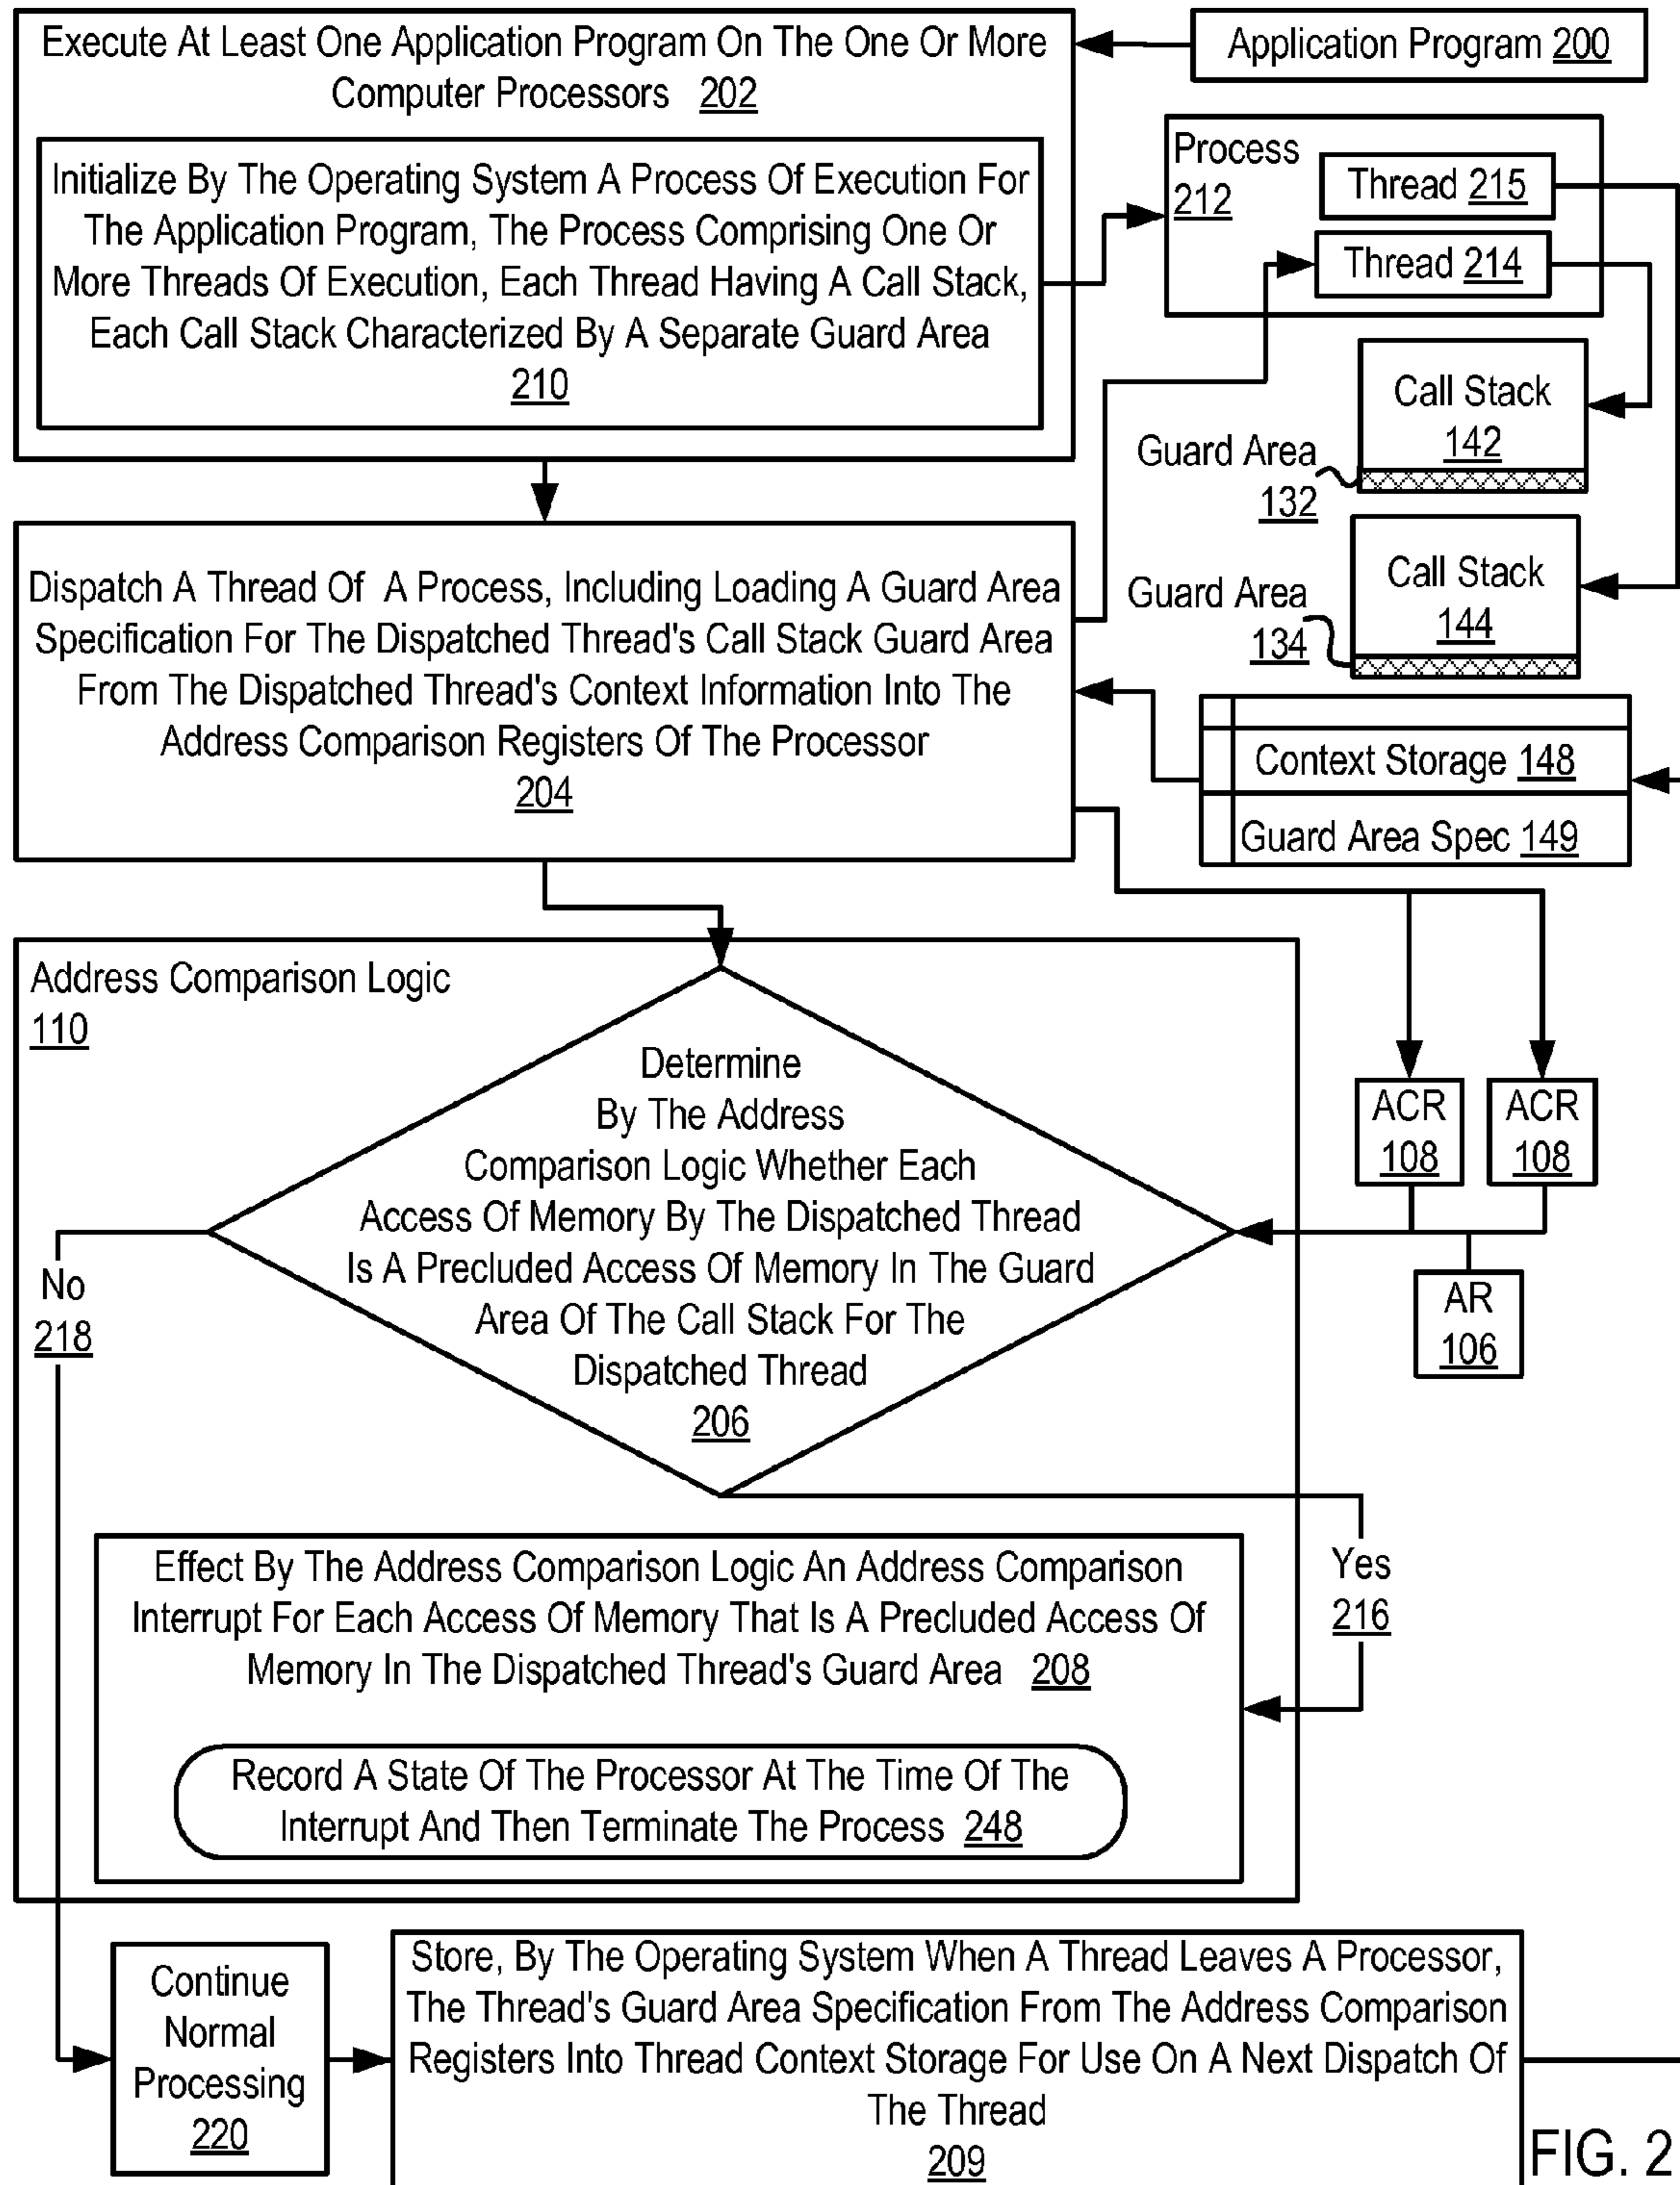 Execute At Least One Application Program On The One Or More
Computer Processors 202
Application Program 200
Initialize By The Operating System A Process Of Execution For
The Application Program, The Process Comprising One Or
More Threads Of Execution, Each Thread Having A Call Stack,
Each Call Stack Characterized By A Separate Guard Area
210
Process
212
Thread 215
Thread 214
Call Stack
142
Guard Area
132
Call Stack
144
Guard Area
134
Dispatch A Thread Of A Process, Including Loading A Guard Area
Specification For The Dispatched Thread's Call Stack Guard Area
From The Dispatched Thread's Context Information Into The
Address Comparison Registers Of The Processor
204
Context Storage 148
Guard Area Spec 149
Address Comparison Logic
110
Determine
By The Address
Comparison Logic Whether Each
Access Of Memory By The Dispatched Thread
Is A Precluded Access Of Memory In The Guard
Area Of The Call Stack For The
Dispatched Thread
206
ACR
108
ACR
108
AR
106
No
218
Yes
216
Effect By The Address Comparison Logic An Address Comparison
Interrupt For Each Access Of Memory That Is A Precluded Access Of
Memory In The Dispatched Thread's Guard Area 208
Record A State Of The Processor At The Time Of The
Interrupt And Then Terminate The Process 248
Continue
Normal
Processing
220
Store, By The Operating System When A Thread Leaves A Processor,
The Thread's Guard Area Specification From The Address Comparison
Registers Into Thread Context Storage For Use On A Next Dispatch Of
The Thread
209
FIG. 2